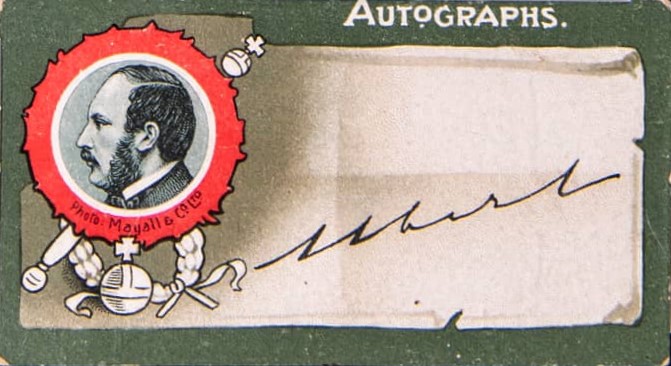 AUTOGRAPHS.
Photo: Mayall & Co Ltd
Albert